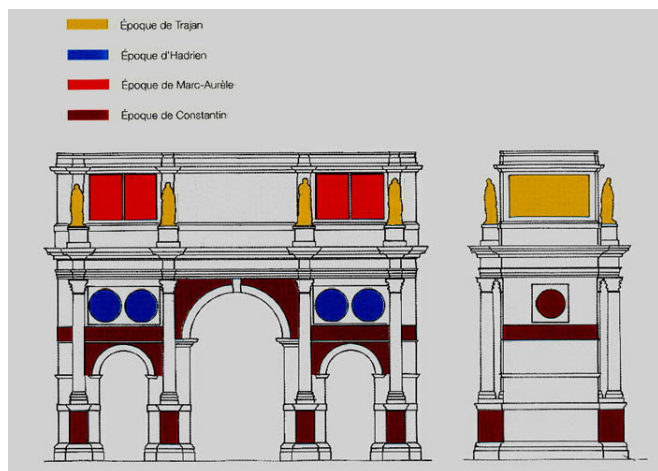 Époque de Trajan
Époque d'Hadrien
Époque de Marc-Aurèle
Époque de Constantin